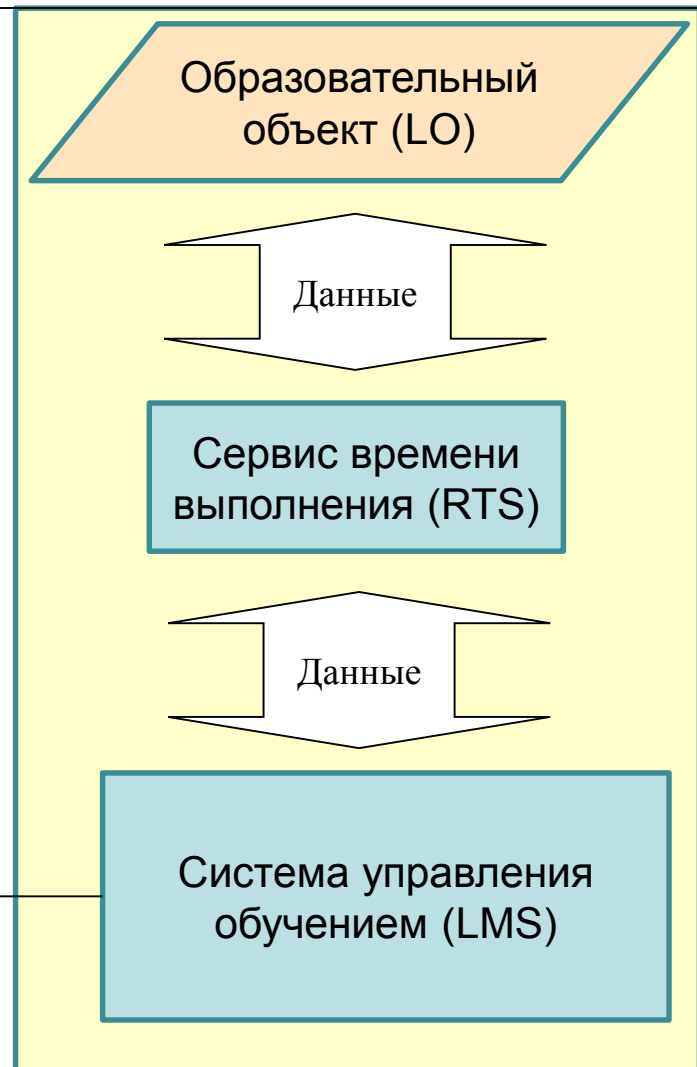 Образовательный
объект (LO)
Данные
Сервис времени
выполнения (RTS)
Данные
Система управления
обучением (LMS)